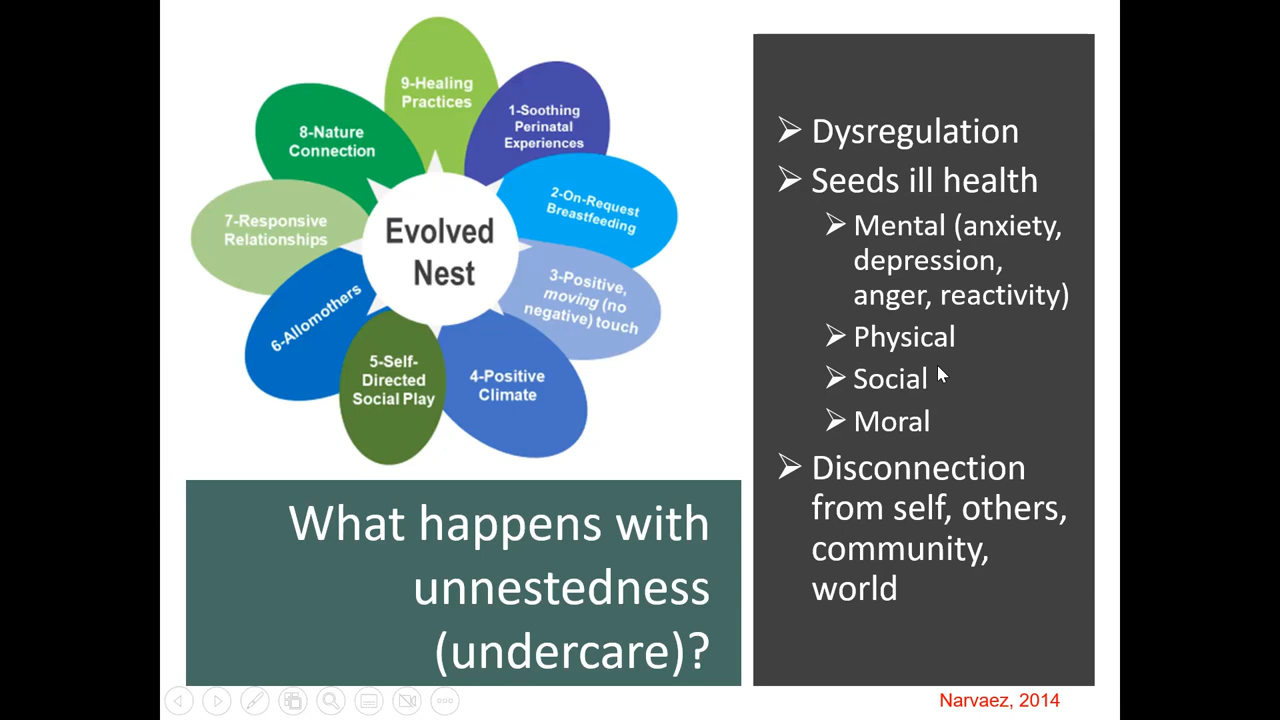 9-Healing
Practices
1-Soothing
Perinatal
Experiences
2-On-Request
Breastfeeding
3-Positive,
moving (no
negative) touch
4-Positive
Climate
5-Self-
Directed
Social Play
6-Allomothers
7-Responsive
Relationships
8-Nature
Connection
Evolved
Nest
What happens with
unnestedness
(undercare)?
➢ Dysregulation
➢ Seeds ill health
➢ Mental (anxiety,
depression,
anger, reactivity)
➢ Physical
➢ Social
➢ Moral
➢ Disconnection
from self, others,
community,
world
Narvaez, 2014